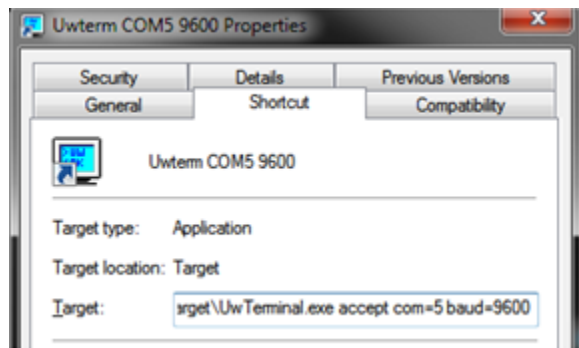 Uwterm COM5 9600 Properties
Security Details Previous Versions
General Shortcut Compatibility
Uwterm COM5 9600
Target type: Application
Target location: Target
Target: arget\UwTerminal.exe accept com=5 baud=9600